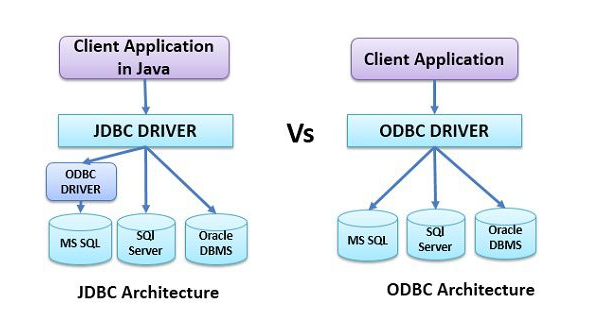 Client Application
in Java
JDBC DRIVER
ODBC
DRIVER
MS SQL
SQl
Server
Oracle
DBMS
JDBC Architecture
Vs
Client Application
ODBC DRIVER
MS SQL
SQl
Server
Oracle
DBMS
ODBC Architecture